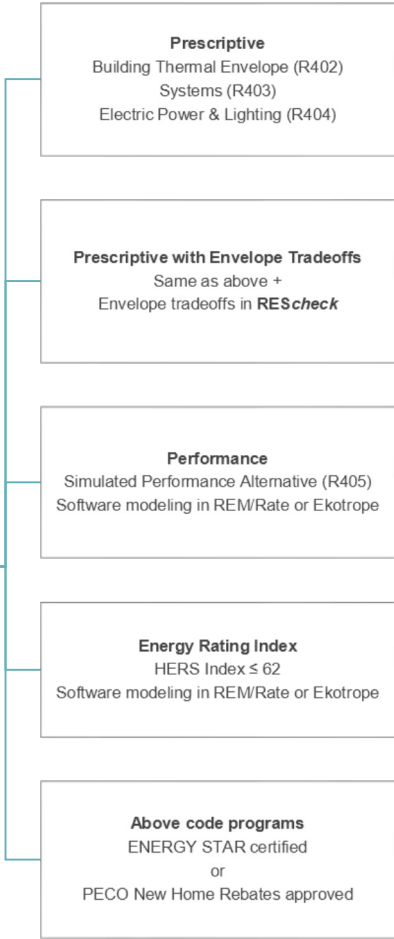 Prescriptive
Building Thermal Envelope (R402)
Systems (R403)
Electric Power & Lighting (R404)
Prescriptive with Envelope Tradeoffs
Same as above +
Envelope tradeoffs in REScheck
Performance
Simulated Performance Alternative (R405)
Software modeling in REM/Rate or Ekotrope
Energy Rating Index
HERS Index ≤ 62
Software modeling in REM/Rate or Ekotrope
Above code programs
ENERGY STAR certified
or
PECO New Home Rebates approved